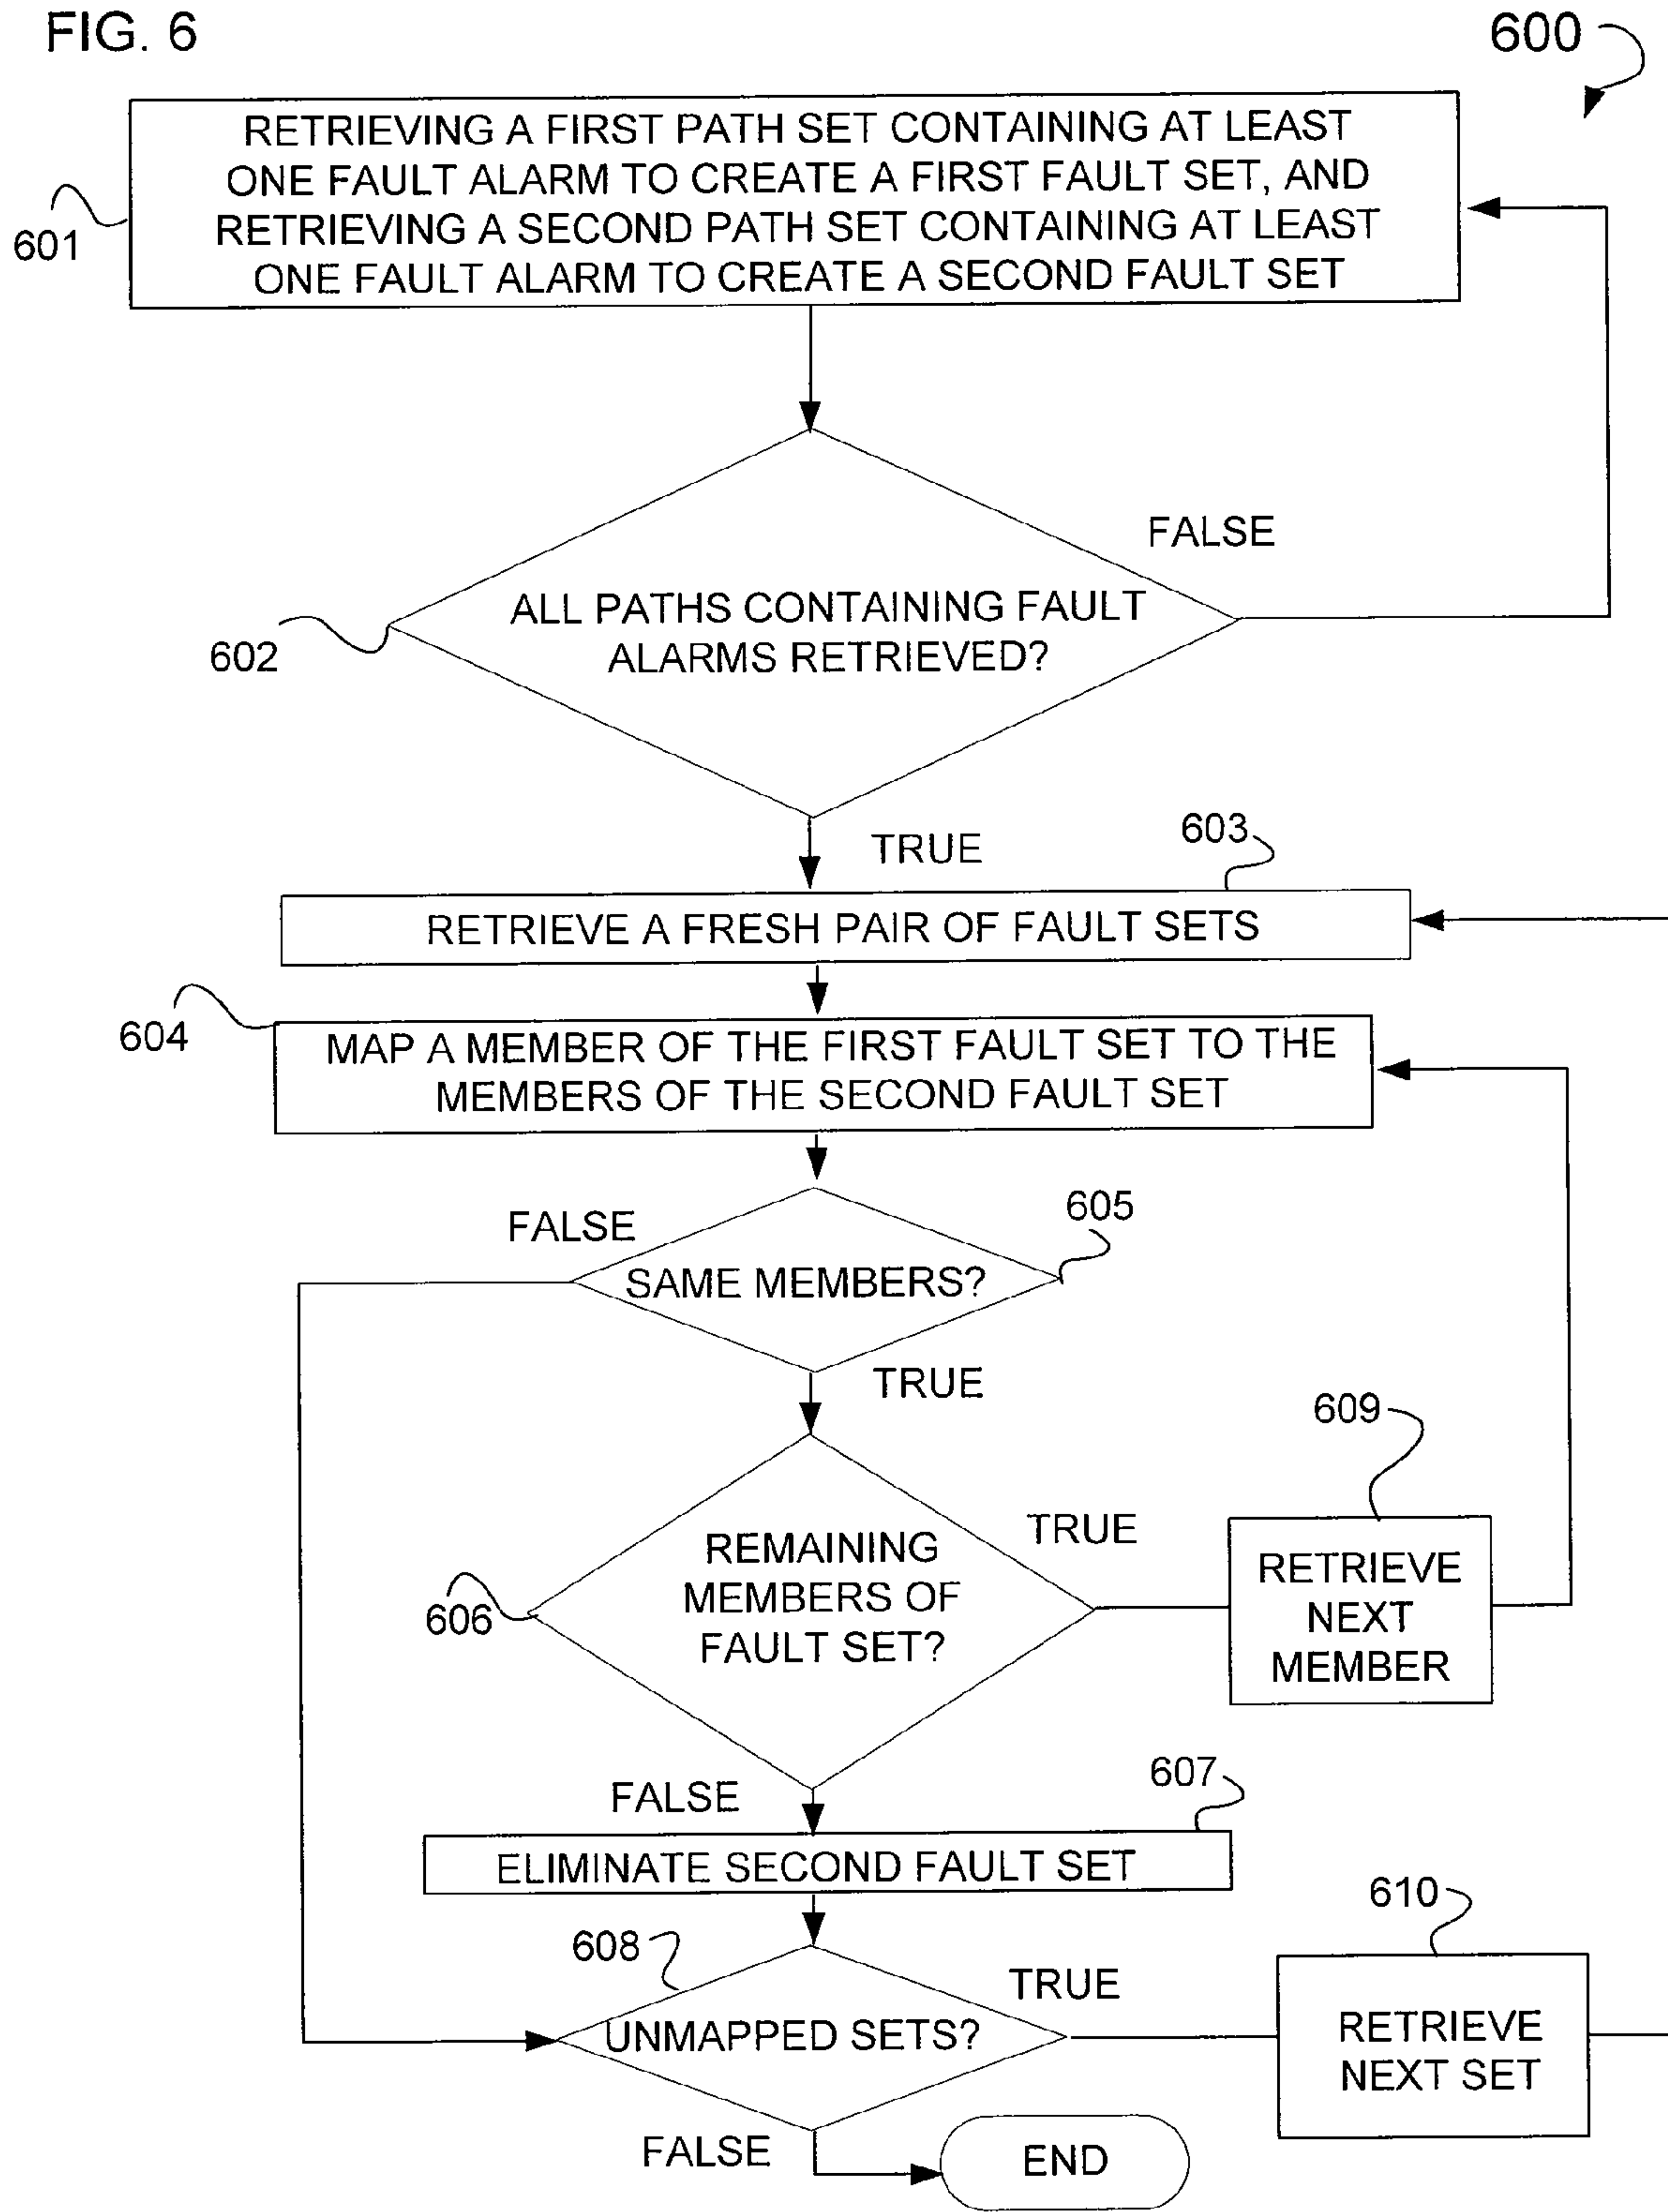 FIG. 6
600
RETRIEVING A FIRST PATH SET CONTAINING AT LEAST
ONE FAULT ALARM TO CREATE A FIRST FAULT SET, AND
RETRIEVING A SECOND PATH SET CONTAINING AT LEAST
ONE FAULT ALARM TO CREATE A SECOND FAULT SET
601
FALSE
ALL PATHS CONTAINING FAULT
ALARMS RETRIEVED?
602
TRUE
603
RETRIEVE A FRESH PAIR OF FAULT SETS
604
MAP A MEMBER OF THE FIRST FAULT SET TO THE
MEMBERS OF THE SECOND FAULT SET
FALSE
605
SAME MEMBERS?
TRUE
609
REMAINING
MEMBERS OF
FAULT SET?
606
TRUE
RETRIEVE
NEXT
MEMBER
FALSE
607
ELIMINATE SECOND FAULT SET
608
610
TRUE
UNMAPPED SETS?
RETRIEVE
NEXT SET
FALSE
END